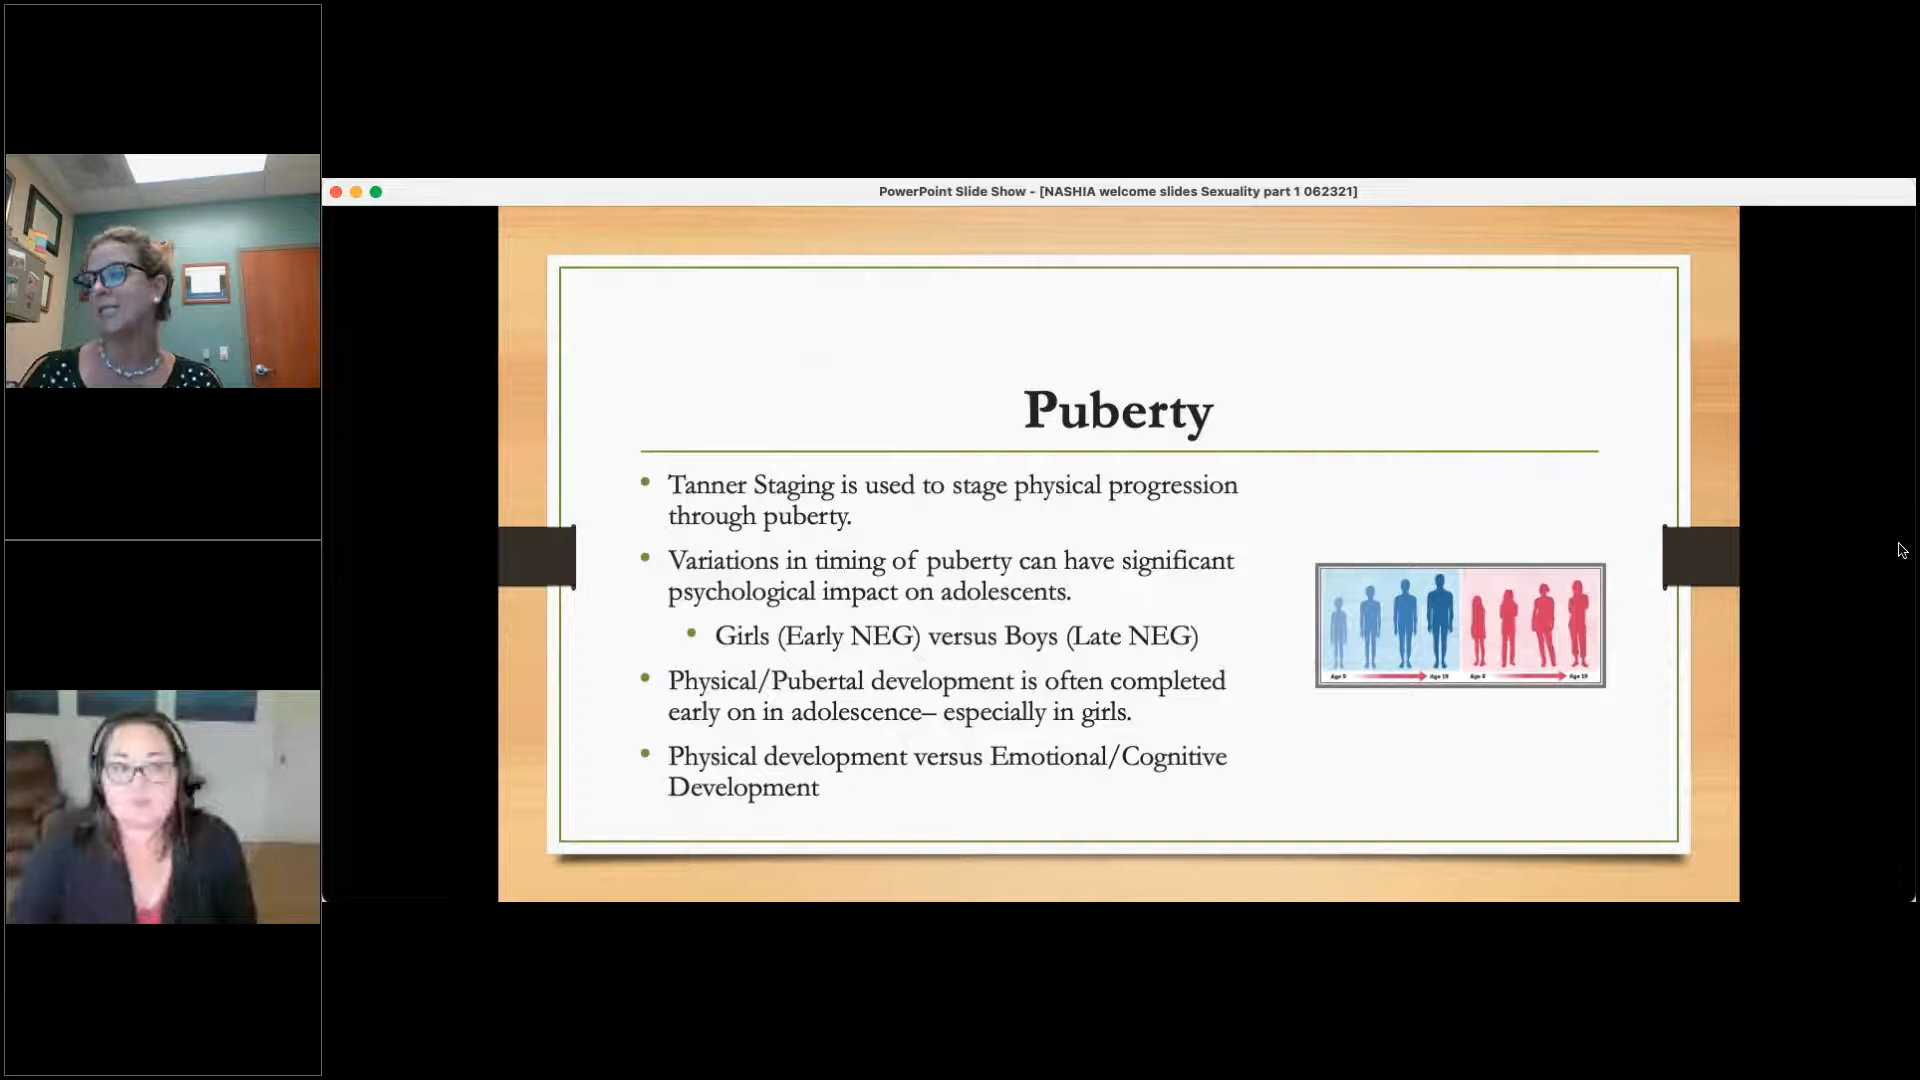 PowerPoint Slide Show - [NASHIA welcome slides Sexuality part 1 062321]
Puberty
• Tanner Staging is used to stage physical progression
through puberty.
• Variations in timing of puberty can have significant
psychological impact on adolescents.
• Girls (Early NEG) versus Boys (Late NEG)
• Physical/Pubertal development is often completed
early on in adolescence– especially in girls.
• Physical development versus Emotional/Cognitive
Development